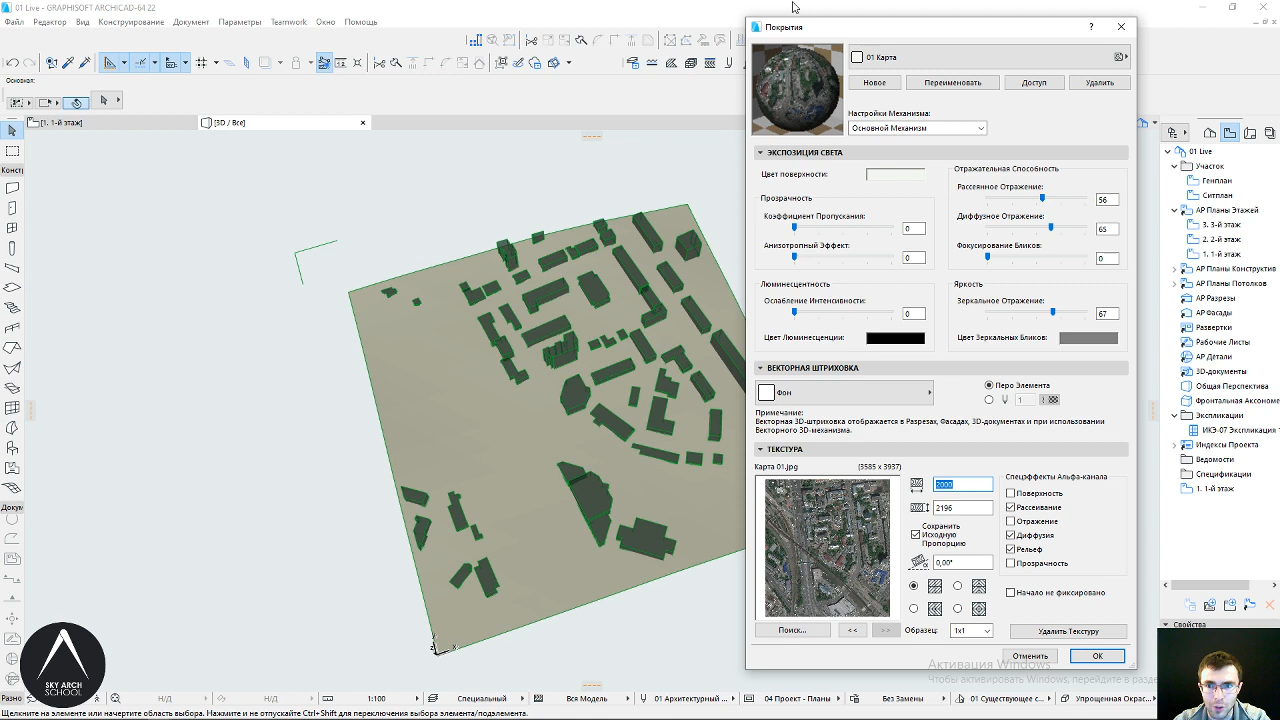 01 Live - GRAPHISOFT ARCHICAD-64 22
Файл Редактор Вид Конструирование Документ Параметры Teamwork Окно Помощь
Основная:
[1. 1-й этаж]
[3D / Все]
Конст
Докум
Разно
Покрытия
01 Карта
Новое Переименовать Доступ Удалить
Настройки Механизма:
Основной Механизм
ЭКСПОЗИЦИЯ СВЕТА
Цвет поверхности:
Прозрачность
Коэффициент Пропускания:
0
Анизотропный Эффект:
0
Люминесцентность
Ослабление Интенсивности:
0
Цвет Люминесценции:
Отражательная Способность
Рассеянное Отражение:
56
Диффузное Отражение:
65
Фокусирование Бликов:
0
Яркость
Зеркальное Отражение:
67
Цвет Зеркальных Бликов:
ВЕКТОРНАЯ ШТРИХОВКА
Фон
Перо Элемента
1
Примечание:
Векторная 3D-штриховка отображается в Разрезах, Фасадах, 3D-документах и при использовании
Векторного 3D-механизма.
ТЕКСТУРА
Карта 01.jpg (3585 x 3937)
2000
2196
Сохранить
Исходную
Пропорцию
0,00°
Спецэффекты Альфа-канала
Поверхность
Рассеивание
Отражение
Диффузия
Рельеф
Прозрачность
Начало не фиксировано
Поиск... << >> Образец: 1x1 Удалить Текстуру
Отменить OK
Активация Windows
Чтобы активировать Windows, перейдите в разде
01 Live
Участок
Генплан
Ситплан
АР Планы Этажей
3. 3-й этаж
2. 2-й этаж
1. 1-й этаж
АР Планы Конструктив
АР Планы Потолков
АР Разрезы
АР Фасады
Развертки
Рабочие Листы
АР Детали
3D-документы
Общая Перспектива
Фронтальная Аксономе
Экспликации
ИКЭ-07 Экспликация
Индексы Проекта
Ведомости
Спецификации
1. 1-й этаж
Свойства
SKY ARCH
SCHOOL
Н/Д Н/Д 1:100 Специальный Вся Модель 01 Архитектурный 04 Проект - Планы Без Замены 01 Существующее с Упрощенная Окрас...
Щелкните на элементе или начертите область выбора. Нажмите и не отпускайте Ctrl+Shift для переключения выбора элемента/подэлемента.